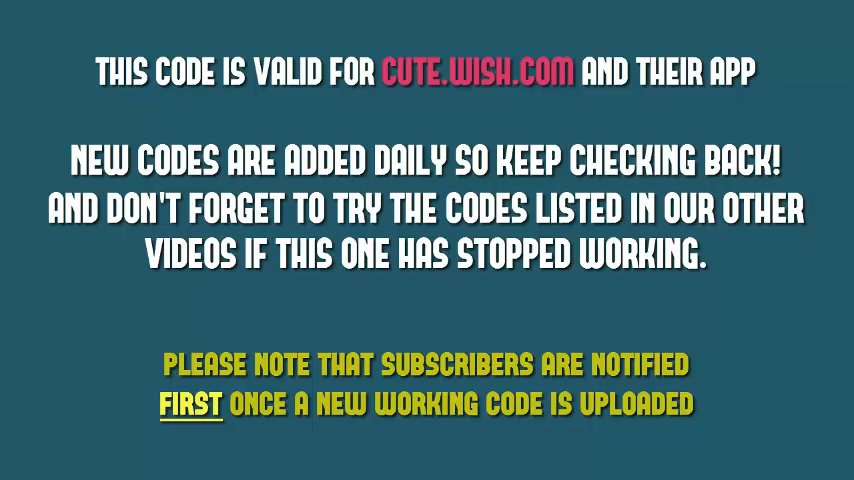 THIS CODE IS VALID FOR CUTE.WISH.COM AND THEIR APP
NEW CODES ARE ADDED DAILY SO KEEP CHECKING BACK!
AND DON'T FORGET TO TRY THE CODES LISTED IN OUR OTHER
VIDEOS IF THIS ONE HAS STOPPED WORKING.
PLEASE NOTE THAT SUBSCRIBERS ARE NOTIFIED
FIRST ONCE A NEW WORKING CODE IS UPLOADED